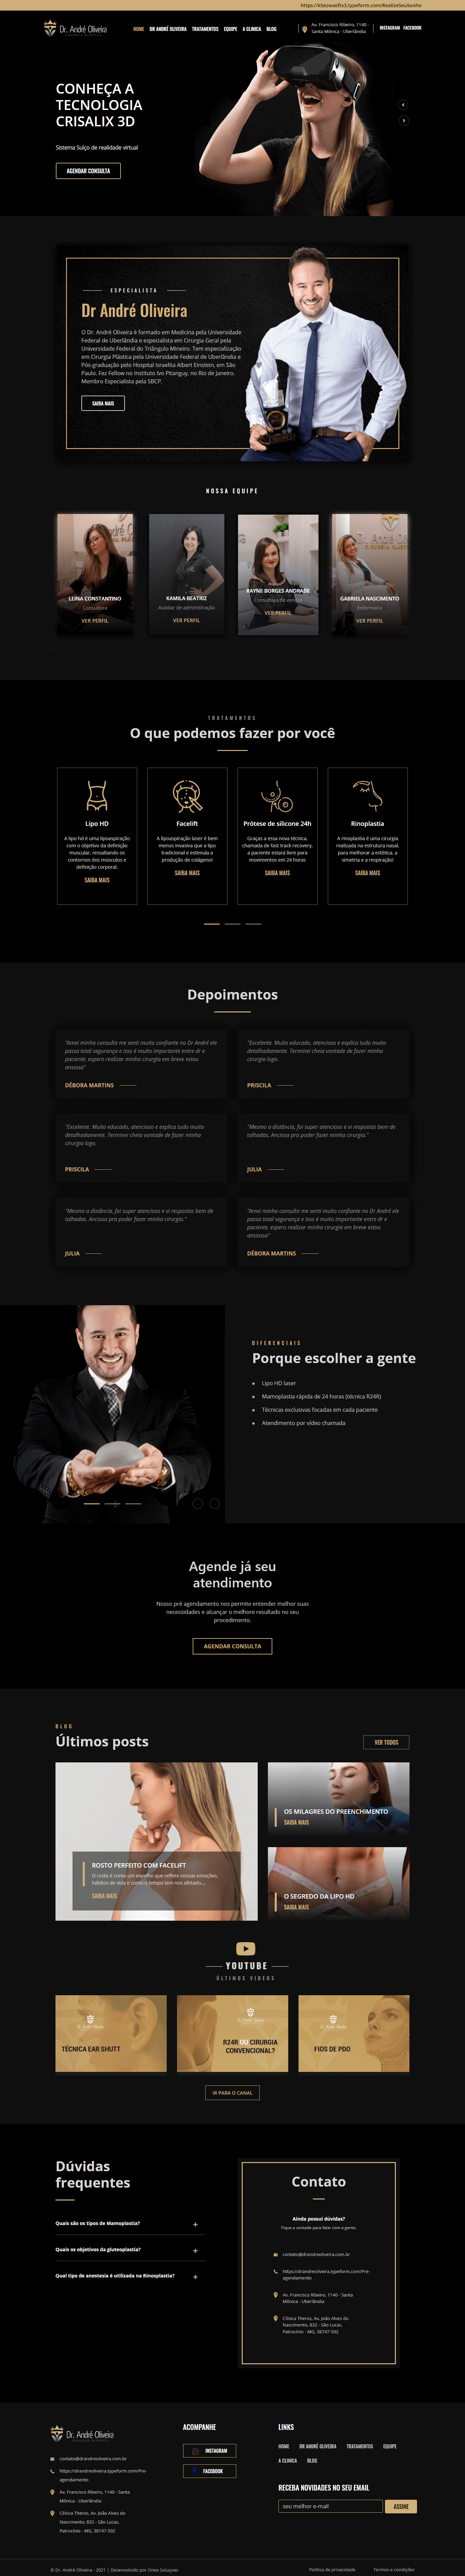 https://k5ezwaeftx3.typeform.com/RealizeSeuSonho
Dr. André Oliveira
HOME DR ANDRÉ OLIVEIRA TRATAMENTOS EQUIPE A CLINICA BLOG
Av. Francisco Ribeiro, 1140 -
Santa Mônica - Uberlândia
INSTAGRAM FACEBOOK
CONHEÇA A
TECNOLOGIA
CRISALIX 3D
Sistema Suíço de realidade virtual
AGENDAR CONSULTA
ESPECIALISTA
Dr André Oliveira
O Dr. André Oliveira é formado em Medicina pela Universidade
Federal de Uberlândia e especialista em Cirurgia Geral pela
Universidade Federal do Triângulo Mineiro. Tem especialização
em Cirurgia Plástica pela Universidade Federal de Uberlândia e
Pós-graduação pelo Hospital Israelita Albert Einstein, em São
Paulo. Fez Fellow no Instituto Ivo Pitanguy, no Rio de Janeiro.
Membro Especialista pela SBCP.
SAIBA MAIS
NOSSA EQUIPE
LEINA CONSTANTINO
Consultora
VER PERFIL
KAMILA BEATRIZ
Auxiliar de administração
VER PERFIL
RAYNE BORGES ANDRADE
Consultora de vendas
VER PERFIL
GABRIELA NASCIMENTO
Enfermeira
VER PERFIL
TRATAMENTOS
O que podemos fazer por você
Lipo HD
A lipo hd é uma lipoaspiração
com o objetivo da definição
muscular, ressaltando os
contornos dos músculos e
definição corporal.
SAIBA MAIS
Facelift
A lipoaspiração laser é bem
menos invasiva que a lipo
tradicional e estimula a
produção de colágeno!
SAIBA MAIS
Prótese de silicone 24h
Graças a essa nova técnica,
chamada de fast track recovery,
a paciente estará livre para
movimentos em 24 horas
SAIBA MAIS
Rinoplastia
A rinoplastia é uma cirurgia
realizada na estrutura nasal,
para melhorar a estética, a
simetria e a respiração!
SAIBA MAIS
Depoimentos
"Amei minha consulta me senti muito confiante no Dr André ele
passa total segurança e isso é muito importante entre dr e
paciente, espero realizar minha cirurgia em breve estou
ansiosa"
DÉBORA MARTINS
"Excelente. Muito educado, atencioso e explica tudo muito
detalhadamente. Terminei cheia vontade de fazer minha
cirurgia logo.
PRISCILA
"Excelente. Muito educado, atencioso e explica tudo muito
detalhadamente. Terminei cheia vontade de fazer minha
cirurgia logo.
PRISCILA
"Mesmo a distância, foi super atencioso e vi respostas bem de
talhadas. Anciosa pra poder fazer minha cirurgia."
JULIA
"Mesmo a distância, foi super atencioso e vi respostas bem de
talhadas. Anciosa pra poder fazer minha cirurgia."
JULIA
"Amei minha consulta me senti muito confiante no Dr André ele
passa total segurança e isso é muito importante entre dr e
paciente, espero realizar minha cirurgia em breve estou
ansiosa"
DÉBORA MARTINS
DIFERENCIAIS
Porque escolher a gente
Lipo HD laser
Mamoplastia rápida de 24 horas (técnica R24R)
Técnicas exclusivas focadas em cada paciente
Atendimento por vídeo chamada
Agende já seu
atendimento
Nosso pré agendamento nos permite entender melhor suas
necessidades e alcançar o melhore resultado no seu
procedimento.
AGENDAR CONSULTA
BLOG
Últimos posts
VER TODOS
ROSTO PERFEITO COM FACELIFT
O rosto é como um espelho que reflete nossas emoções,
hábitos de vida e como o tempo tem nos afetado....
SAIBA MAIS
OS MILAGRES DO PREENCHIMENTO
SAIBA MAIS
O SEGREDO DA LIPO HD
SAIBA MAIS
YOUTUBE
ÚLTIMOS VIDEOS
TÉCNICA EAR SHUTT
R24R OU CIRURGIA
CONVENCIONAL?
FIOS DE PDO
IR PARA O CANAL
Dúvidas
frequentes
Quais são os tipos de Mamoplastia? +
Quais os objetivos da gluteoplastia? +
Qual tipo de anestesia é utilizada na Rinosplastia? +
Contato
Ainda possui dúvidas?
Fique a vontade para falar com a gente.
contato@drandreoliveira.com.br
https://drandreoliveira.typeform.com/Pre-
agendamento
Av. Francisco Ribeiro, 1140 - Santa
Mônica - Uberlândia
Clínica Theros, Av. João Alves do
Nascimento, 832 - São Lucas,
Patrocínio - MG, 38747-502
Dr. André Oliveira
contato@drandreoliveira.com.br
https://drandreoliveira.typeform.com/Pre-
agendamento
Av. Francisco Ribeiro, 1140 - Santa
Mônica - Uberlândia
Clínica Theros, Av. João Alves do
Nascimento, 832 - São Lucas,
Patrocínio - MG, 38747-502
ACOMPANHE
INSTAGRAM
FACEBOOK
LINKS
HOME DR ANDRÉ OLIVEIRA TRATAMENTOS EQUIPE
A CLINICA BLOG
RECEBA NOVIDADES NO SEU EMAIL
seu melhor e-mail ASSINE
© Dr. André Oliveira - 2021 | Desenvolvido por Onea Soluçoes
Politica de privacidade Termos e condições